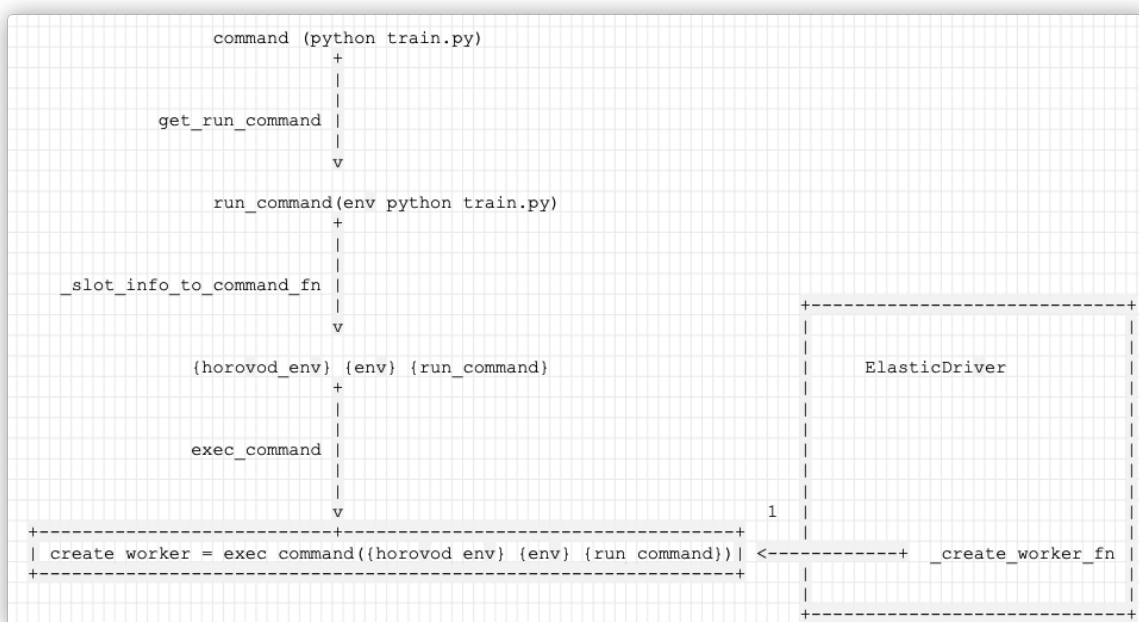 command (python train.py)
get_run_command
run_command(env python train.py)
_slot_info_to_command_fn
{horovod_env} {env} {run_command}
ElasticDriver
exec_command
1
create worker = exec command({horovod env} {env} {run command})
_create_worker_fn